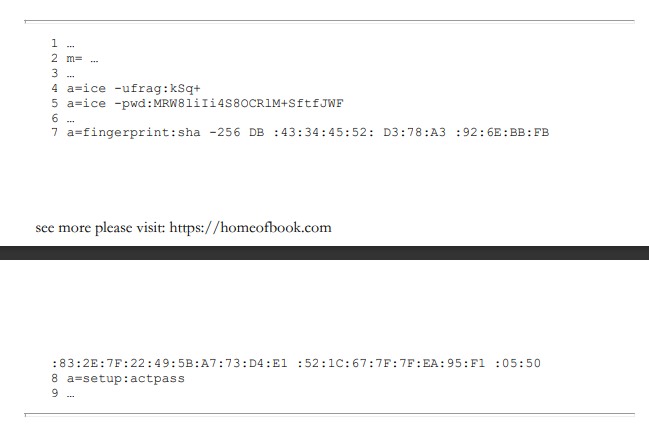 1 …
2 m= …
3 …
4 a=ice -ufrag:kSq+
5 a=ice -pwd:MRW8liIi4S8OCR1M+SftfJWF
6 …
7 a=fingerprint:sha -256 DB :43:34:45:52: D3:78:A3 :92:6E:BB:FB
see more please visit: https://homeofbook.com
:83:2E:7F:22:49:5B:A7:73:D4:E1 :52:1C:67:7F:7F:EA:95:F1 :05:50
8 a=setup:actpass
9 …